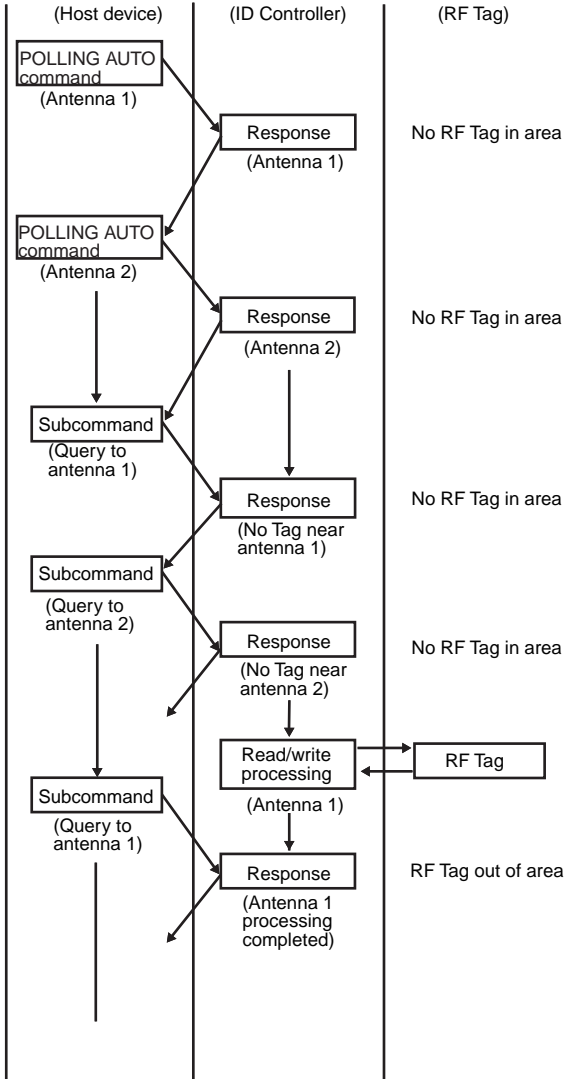 (Host device)
(ID Controller)
(RF Tag)
POLLING AUTO
command
(Antenna 1)
Response
(Antenna 1)
No RF Tag in area
POLLING AUTO
command
(Antenna 2)
Response
(Antenna 2)
No RF Tag in area
Subcommand
(Query to
antenna 1)
Response
(No Tag near
antenna 1)
No RF Tag in area
Subcommand
(Query to
antenna 2)
Response
(No Tag near
antenna 2)
No RF Tag in area
Read/write
processing
(Antenna 1)
RF Tag
Subcommand
(Query to
antenna 1)
Response
(Antenna 1
processing
completed)
RF Tag out of area